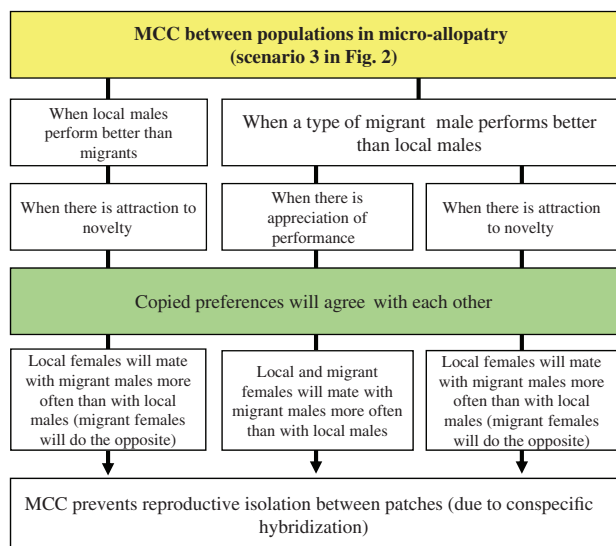 MCC between populations in micro-allopatry
(scenario 3 in Fig. 2)
When local males
perform better than
migrants
When a type of migrant male performs better
than local males
When there is attraction to
novelty
When there is
appreciation of
performance
When there is attraction
to novelty
Copied preferences will agree with each other
Local females will mate
with migrant males more
often than with local
males (migrant females
will do the opposite)
Local and migrant
females will mate with
migrant males more often
than with local males
Local females will mate
with migrant males more
often than with local
males (migrant females
will do the opposite)
MCC prevents reproductive isolation between patches (due to conspecific
hybridization)